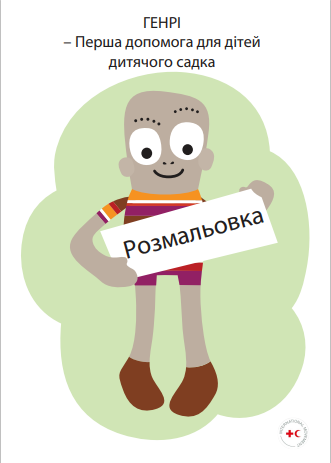 ГЕНРІ
– Перша допомога для дітей
дитячого садка
Розмальовка